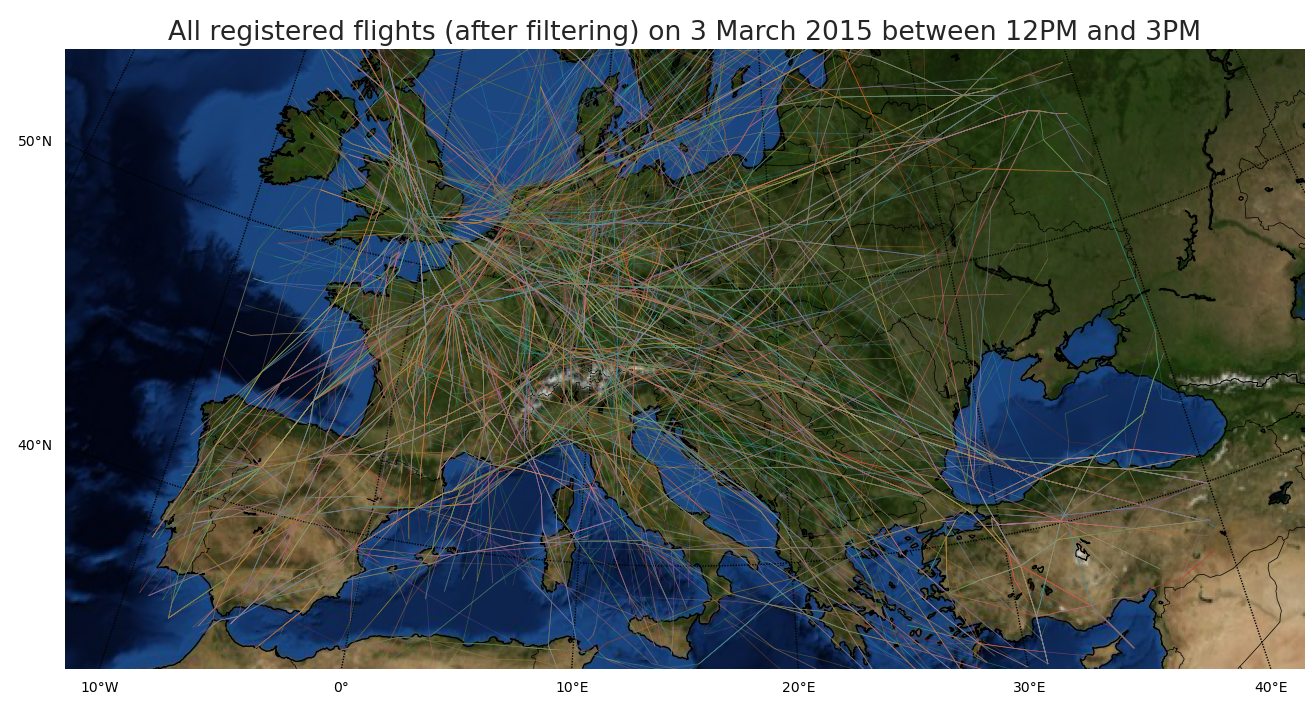 All registered flights (after filtering) on 3 March 2015 between 12PM and 3PM
50°N
40°N
10°W 0° 10°E 20°E 30°E 40°E